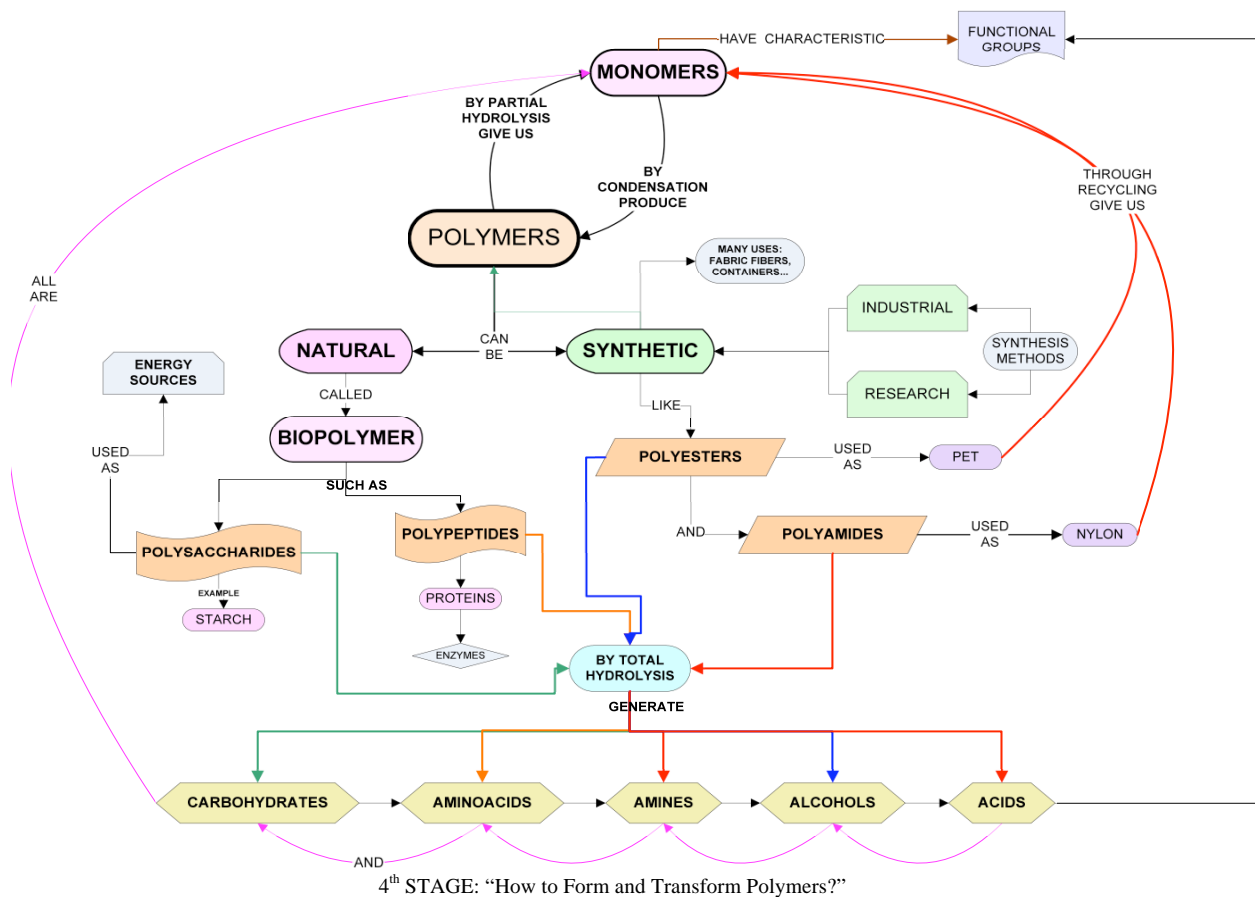 HAVE CHARACTERISTIC
FUNCTIONAL
GROUPS
MONOMERS
BY PARTIAL
HYDROLYSIS
GIVE US
BY
CONDENSATION
PRODUCE
THROUGH
RECYCLING
GIVE US
POLYMERS
MANY USES:
FABRIC FIBERS,
CONTAINERS...
ALL
ARE
INDUSTRIAL
NATURAL
CAN
BE
SYNTHETIC
SYNTHESIS
METHODS
ENERGY
SOURCES
CALLED
LIKE
RESEARCH
BIOPOLYMER
USED
AS
POLYESTERS
USED
AS
PET
SUCH AS
POLYSACCHARIDES
POLYPEPTIDES
AND
POLYAMIDES
USED
AS
NYLON
EXAMPLE
STARCH
PROTEINS
ENZYMES
BY TOTAL
HYDROLYSIS
GENERATE
CARBOHYDRATES
AMINOACIDS
AMINES
ALCOHOLS
ACIDS
AND
4th STAGE: “How to Form and Transform Polymers?”